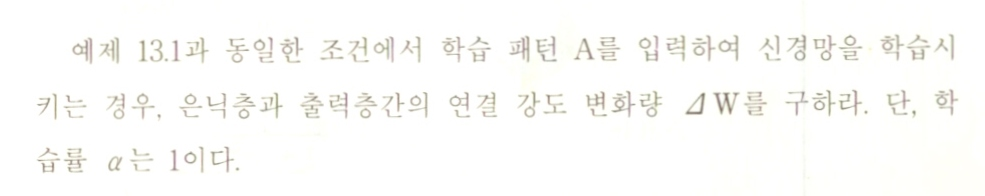 예제 13.1과 동일한 조건에서 학습 패턴 A를 입력하여 신경망을 학습시
키는 경우, 은닉층과 출력층간의 연결 강도 변화량 ⊿W를 구하라. 단, 학
습률 α는 1이다.